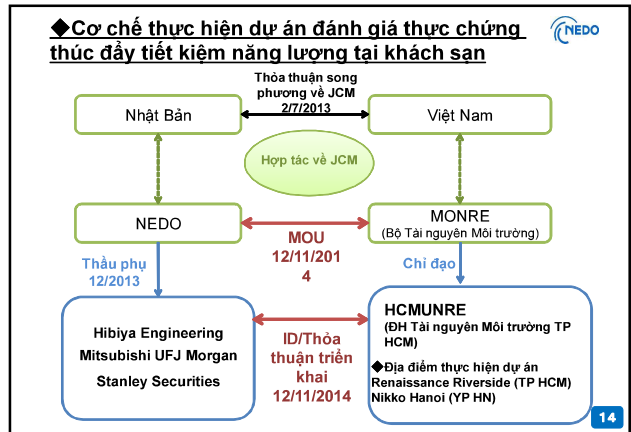 ◆Cơ chế thực hiện dự án đánh giá thực chứng
thúc đẩy tiết kiệm năng lượng tại khách sạn
NEDO
Thỏa thuận song
phương về JCM
2/7/2013
Nhật Bản
Việt Nam
Hợp tác về JCM
NEDO
MONRE
(Bộ Tài nguyên Môi trường)
MOU
12/11/201
4
Thầu phụ
12/2013
Chỉ đạo
Hibiya Engineering
Mitsubishi UFJ Morgan
Stanley Securities
ID/Thỏa
thuận triển
khai
12/11/2014
HCMUNRE
(ĐH Tài nguyên Môi trường TP
HCM)
◆Địa điểm thực hiện dự án
Renaissance Riverside (TP HCM)
Nikko Hanoi (YP HN)
14